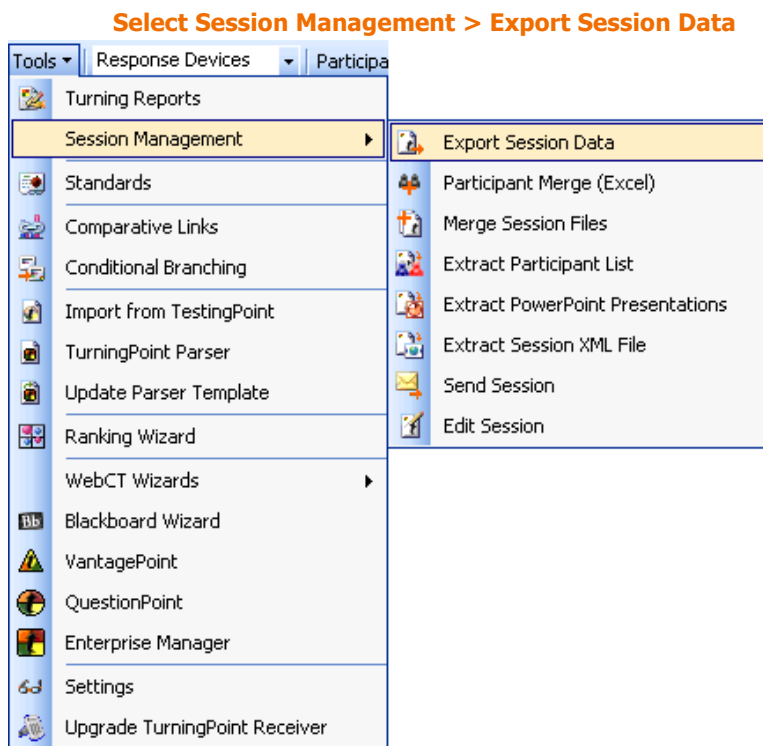 Select Session Management > Export Session Data
Tools Response Devices Participa
Turning Reports
Session Management
Standards
Comparative Links
Conditional Branching
Import from TestingPoint
TurningPoint Parser
Update Parser Template
Ranking Wizard
WebCT Wizards
Bb Blackboard Wizard
VantagePoint
QuestionPoint
Enterprise Manager
Settings
Upgrade TurningPoint Receiver
Export Session Data
Participant Merge (Excel)
Merge Session Files
Extract Participant List
Extract PowerPoint Presentations
Extract Session XML File
Send Session
Edit Session